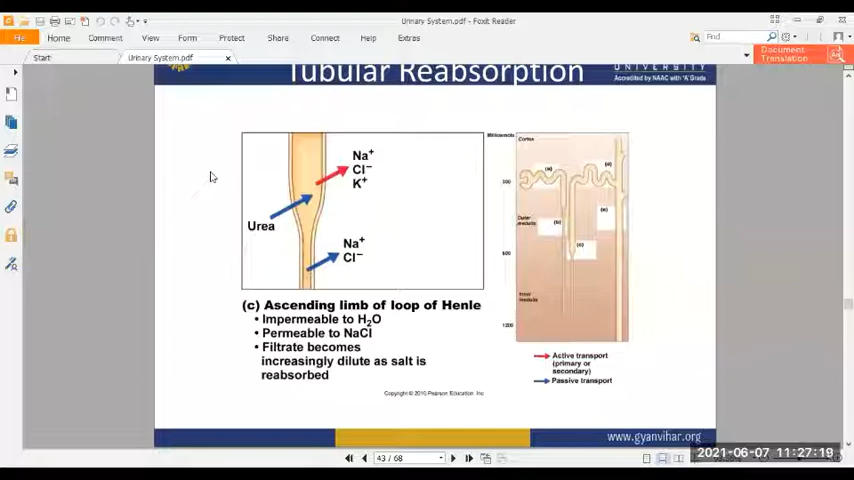 Urinary System.pdf - Foxit Reader
File Home Comment View Form Protect Share Connect Help Extras
Find
Start Urinary System.pdf
Document Translation
Tubular Reabsorption
UNIVERSITY
Accredited by NAAC with 'A' Grade
Na⁺
Cl⁻
K⁺
Urea
Na⁺
Cl⁻
(c) Ascending limb of loop of Henle
• Impermeable to H₂O
• Permeable to NaCl
• Filtrate becomes
increasingly dilute as salt is
reabsorbed
Milliosmols
Cortex
(a)
(d)
300
(e)
Outer
medulla
(b)
(c)
600
Inner
medulla
1200
Active transport
(primary or
secondary)
Passive transport
Copyright © 2010 Pearson Education, Inc
www.gyanvihar.org
43 / 68
2021-06-07 11:27:19